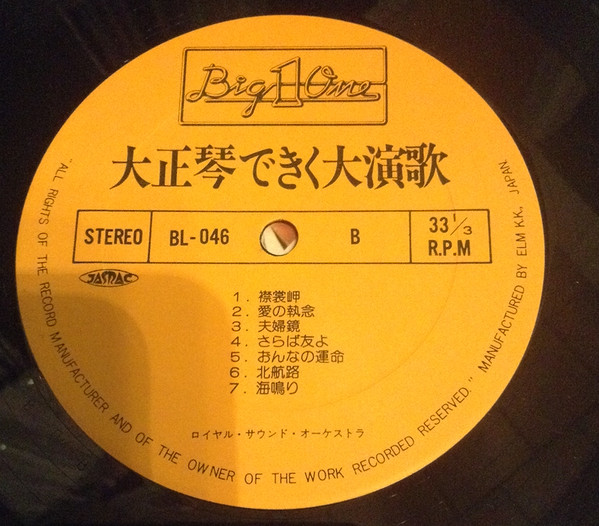 Big 1 One
大正琴できく大演歌
STEREO
BL-046
B
33 1/3
R.P.M
JASRAC
1. 襟裳岬
2. 愛の執念
3. 夫婦鏡
4. さらば友よ
5. おんなの運命
6. 北航路
7. 海鳴り
ロイヤル・サウンド・オーケストラ
"ALL RIGHTS OF THE RECORD MANUFACTURER AND OF THE OWNER OF THE WORK RECORDED RESERVED." MANUFACTURED BY ELM K.K., JAPAN